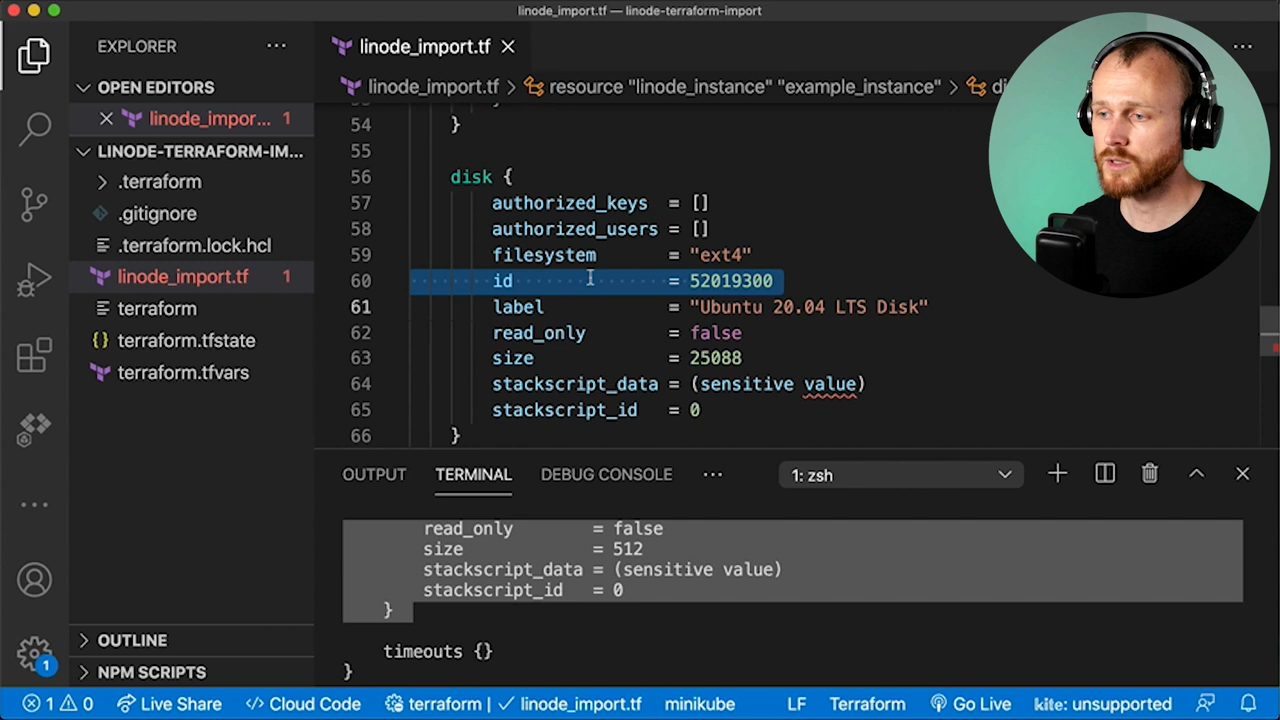 linode_import.tf — linode-terraform-import
EXPLORER
OPEN EDITORS
linode_impor... 1
LINODE-TERRAFORM-IM...
.terraform
.gitignore
.terraform.lock.hcl
linode_import.tf 1
terraform
terraform.tfstate
terraform.tfvars
OUTLINE
NPM SCRIPTS
1
linode_import.tf
linode_import.tf > resource "linode_instance" "example_instance" > di
54 }
55
56 disk {
57 authorized_keys = []
58 authorized_users = []
59 filesystem = "ext4"
60 id = 52019300
61 label = "Ubuntu 20.04 LTS Disk"
62 read_only = false
63 size = 25088
64 stackscript_data = (sensitive value)
65 stackscript_id = 0
66 }
OUTPUT TERMINAL DEBUG CONSOLE 1: zsh
read_only = false
size = 512
stackscript_data = (sensitive value)
stackscript_id = 0
}
timeouts {}
}
1 0 Live Share Cloud Code terraform | ✓ linode_import.tf minikube LF Terraform Go Live kite: unsupported